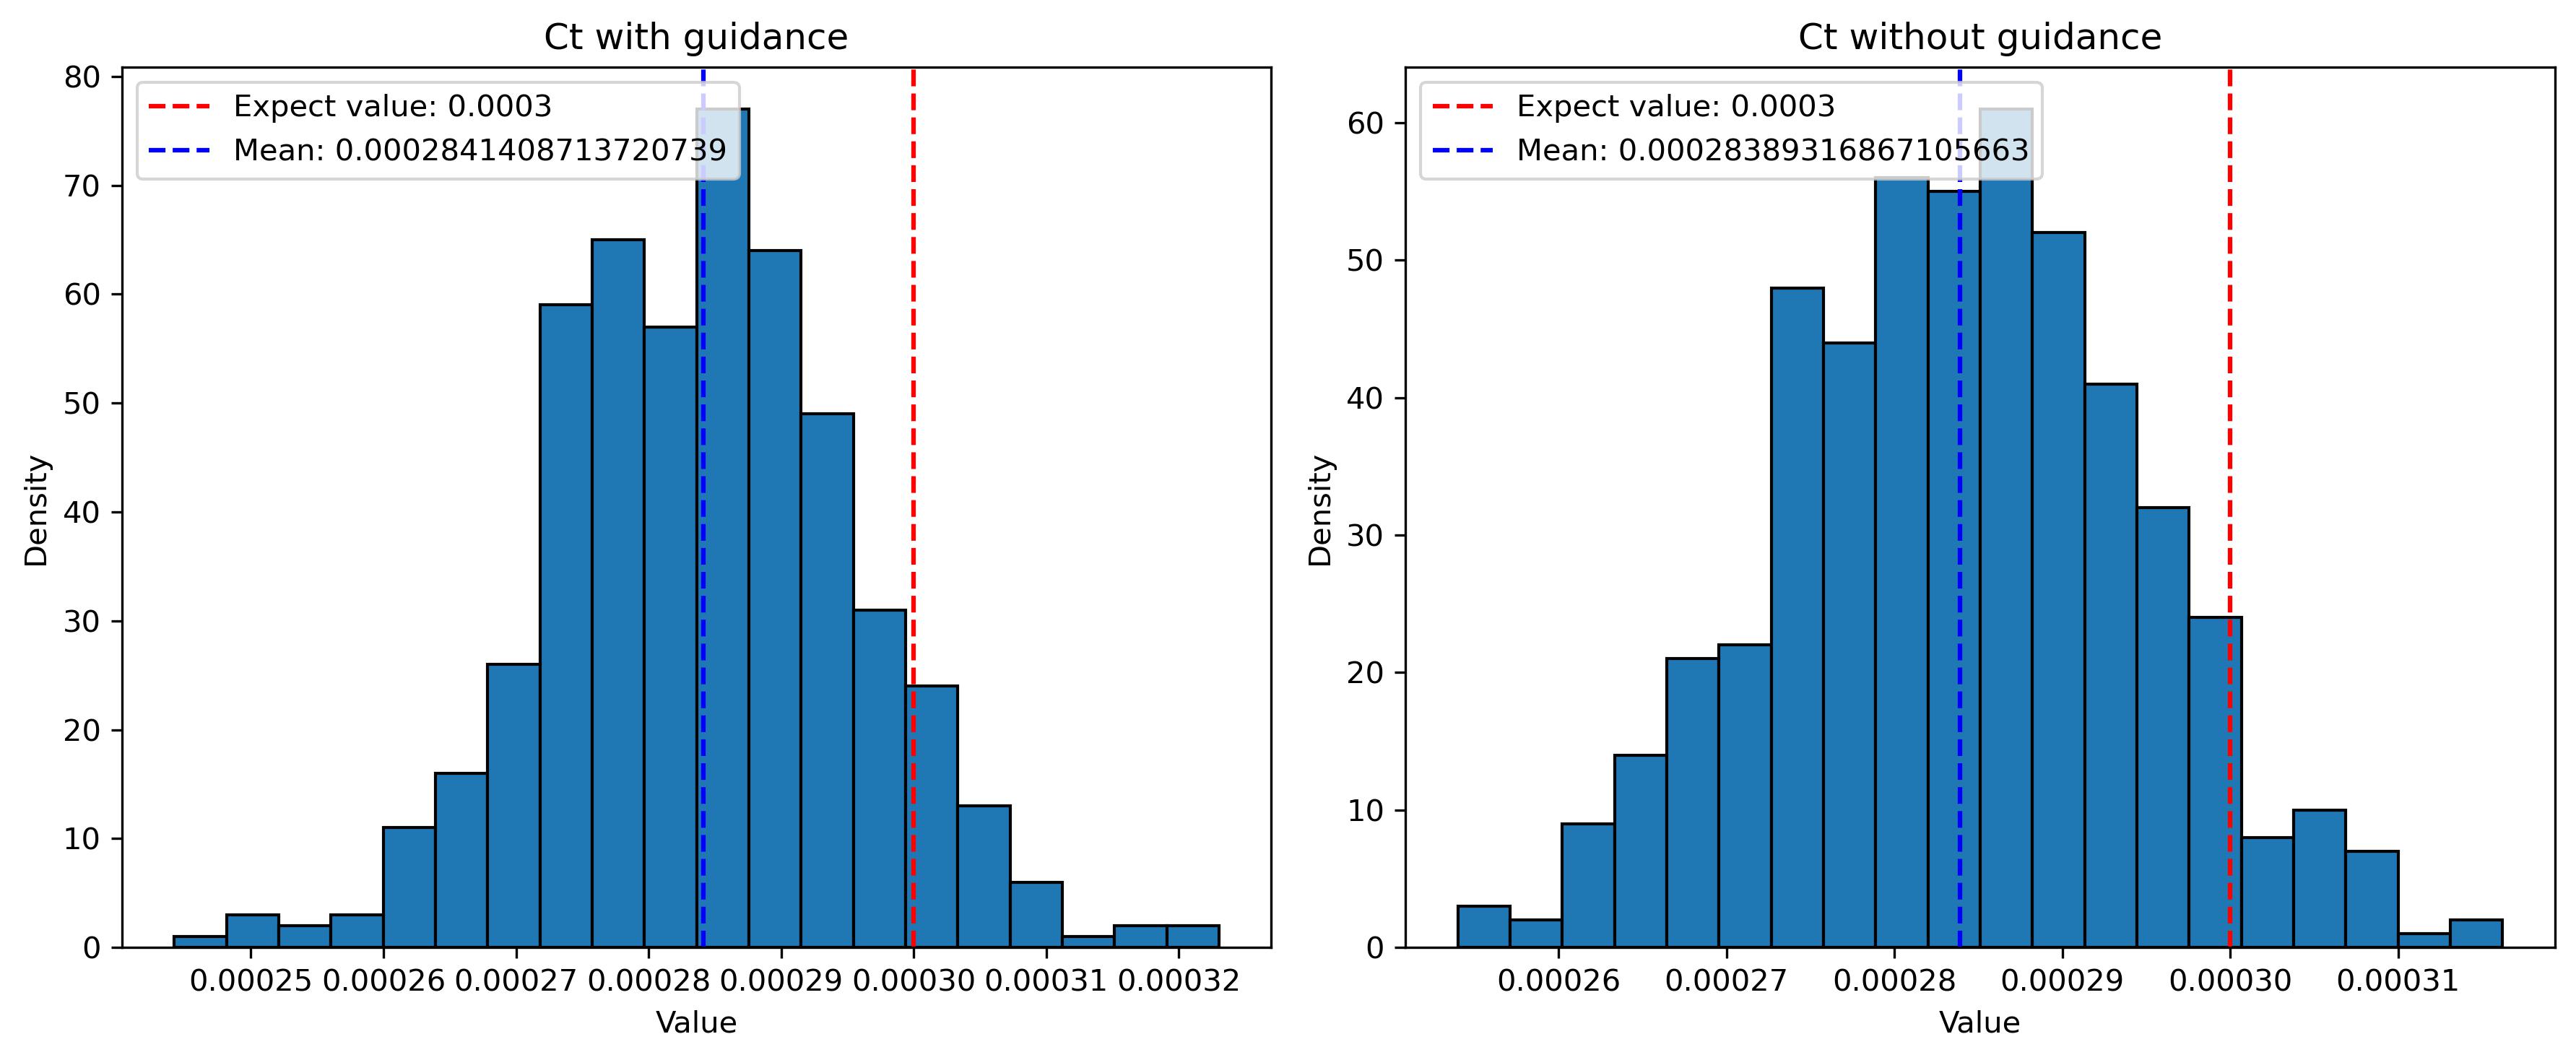 Ct with guidance
Expect value: 0.0003
Mean: 0.0002841408713720739
80
70
60
50
40
30
20
10
0
Density
0.00025 0.00026 0.00027 0.00028 0.00029 0.00030 0.00031 0.00032
Value
Ct without guidance
Expect value: 0.0003
Mean: 0.00028389316867105663
60
50
40
30
20
10
0
Density
0.00026 0.00027 0.00028 0.00029 0.00030 0.00031
Value